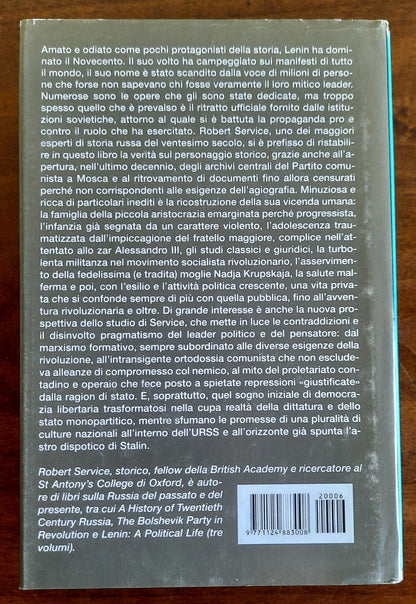 Amato e odiato come pochi protagonisti della storia, Lenin ha domi-
nato il Novecento. Il suo volto ha campeggiato sui manifesti di tutto
il mondo, il suo nome è stato scandito dalla voce di milioni di perso-
ne che forse non sapevano chi fosse veramente il loro mitico leader.
Numerose sono le opere che gli sono state dedicate, ma troppo
spesso quello che è prevalso è il ritratto ufficiale fornito dalle istitu-
zioni sovietiche, attorno al quale si è battuta la propaganda pro e
contro il ruolo che ha esercitato. Robert Service, uno dei maggiori
esperti di storia russa del ventesimo secolo, si è prefisso di ristabili-
re in questo libro la verità sul personaggio storico, grazie anche all'a-
pertura, nell'ultimo decennio, degli archivi centrali del Partito comuni-
sta a Mosca e al ritrovamento di documenti fino allora censurati
perché non corrispondenti alle esigenze dell'agiografia. Minuziosa e
ricca di particolari inediti è la ricostruzione della sua vicenda umana:
la famiglia della piccola aristocrazia emarginata perché progressista,
l'infanzia già segnata da un carattere violento, l'adolescenza trau-
matizzata dall'impiccagione del fratello maggiore, complice nell'at-
tentato allo zar Alessandro III, gli studi classici e giuridici, la turbo-
lenta militanza nel movimento socialista rivoluzionario, l'asservimen-
to della fedelissima (e tradita) moglie Nadja Krupskaja, la salute mal-
ferma e poi, con l'esilio e l'attività politica crescente, una vita priva-
ta che si confonde sempre di più con quella pubblica, fino all'avven-
tura rivoluzionaria e oltre. Di grande interesse è anche la nuova pro-
spettiva dello studio di Service, che mette in luce le contraddizioni e
il disinvolto pragmatismo del leader politico e del pensatore: dal
marxismo formativo, sempre subordinato alle diverse esigenze della
rivoluzione, all'intransigente ortodossia comunista che non esclude-
va alleanze di compromesso col nemico, al mito del proletariato con-
tadino e operaio che fece posto a spietate repressioni «giustificate»
dalla ragion di stato. E, soprattutto, quel sogno iniziale di democra-
zia libertaria trasformatosi nella cupa realtà della dittatura e dello
stato monopartitico, mentre sfumano le promesse di una pluralità di
culture nazionali all'interno dell'URSS e all'orizzonte già spunta l'a-
stro dispotico di Stalin.
Robert Service, storico, fellow della British Academy e ricercatore al
St Antony's College di Oxford, è auto-
re di libri sulla Russia del passato e del
presente, tra cui A History of Twentieth
Century Russia, The Bolshevik Party in
Revolution e Lenin: A Political Life (tre
volumi).
20006
9 771124 883008